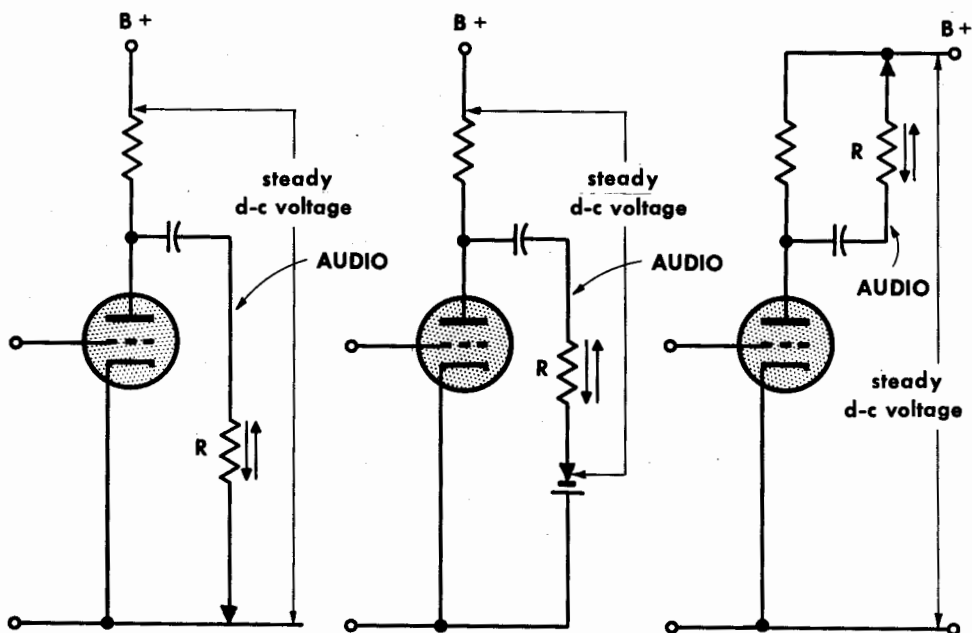 B +
steady
d-c voltage
AUDIO
R
B +
steady
d-c voltage
AUDIO
R
B +
R
AUDIO
steady
d-c voltage